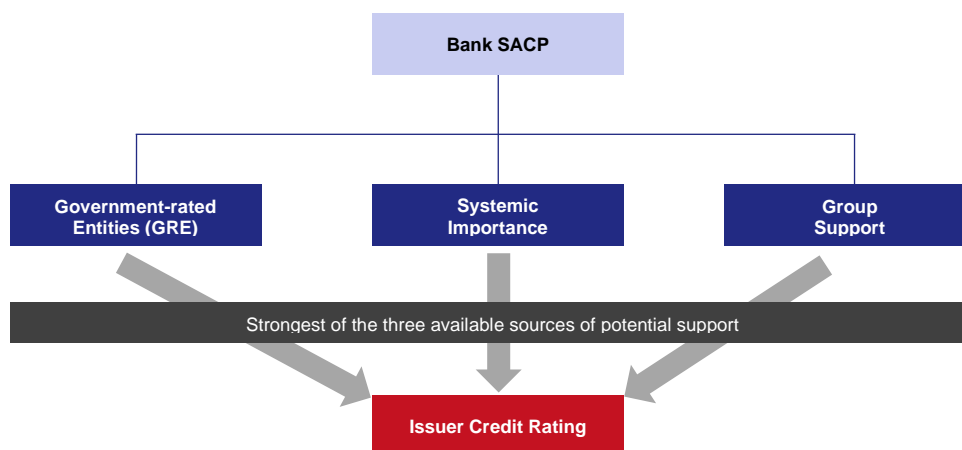 Bank SACP
Government-rated
Entities (GRE)
Systemic
Importance
Group
Support
Strongest of the three available sources of potential support
Issuer Credit Rating